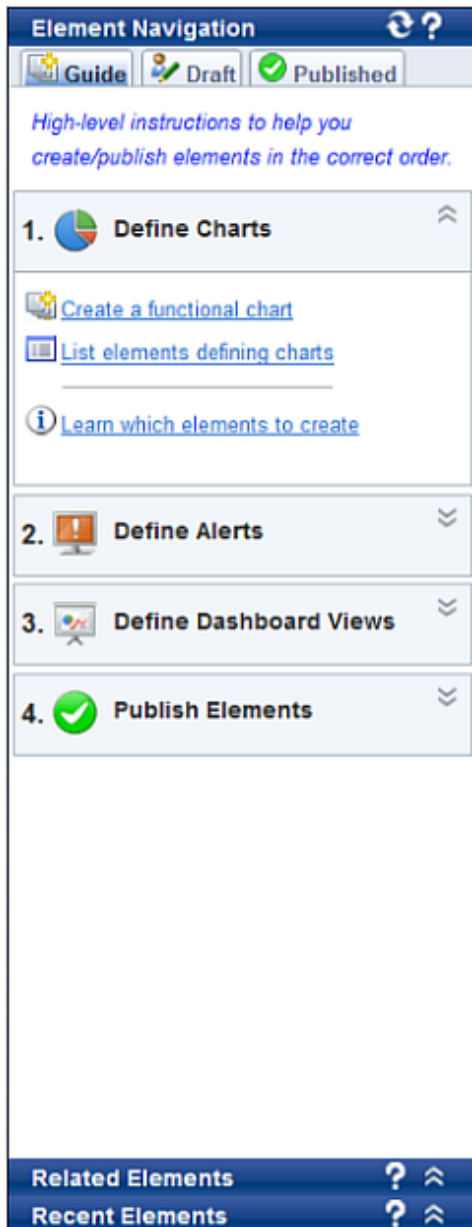 Element Navigation
Guide Draft Published
High-level instructions to help you
create/publish elements in the correct order.
1. Define Charts
Create a functional chart
List elements defining charts
Learn which elements to create
2. Define Alerts
3. Define Dashboard Views
4. Publish Elements
Related Elements
Recent Elements